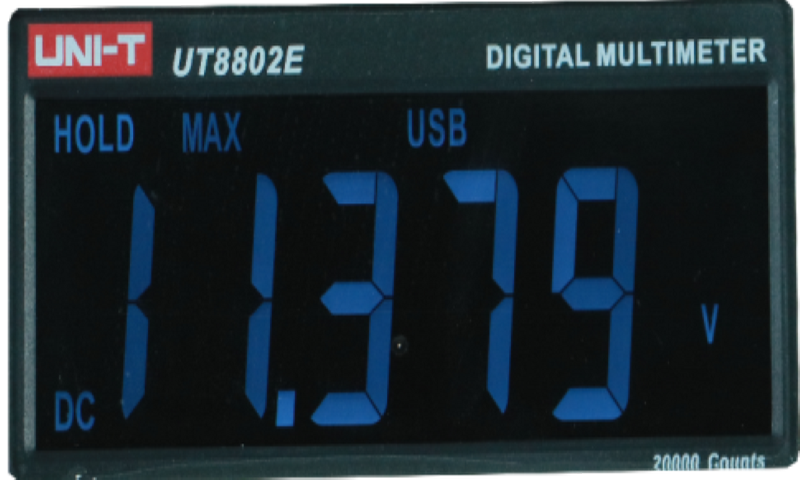 UNI-T UT8802E DIGITAL MULTIMETER
HOLD MAX USB
11.379 V
DC
20000 Counts